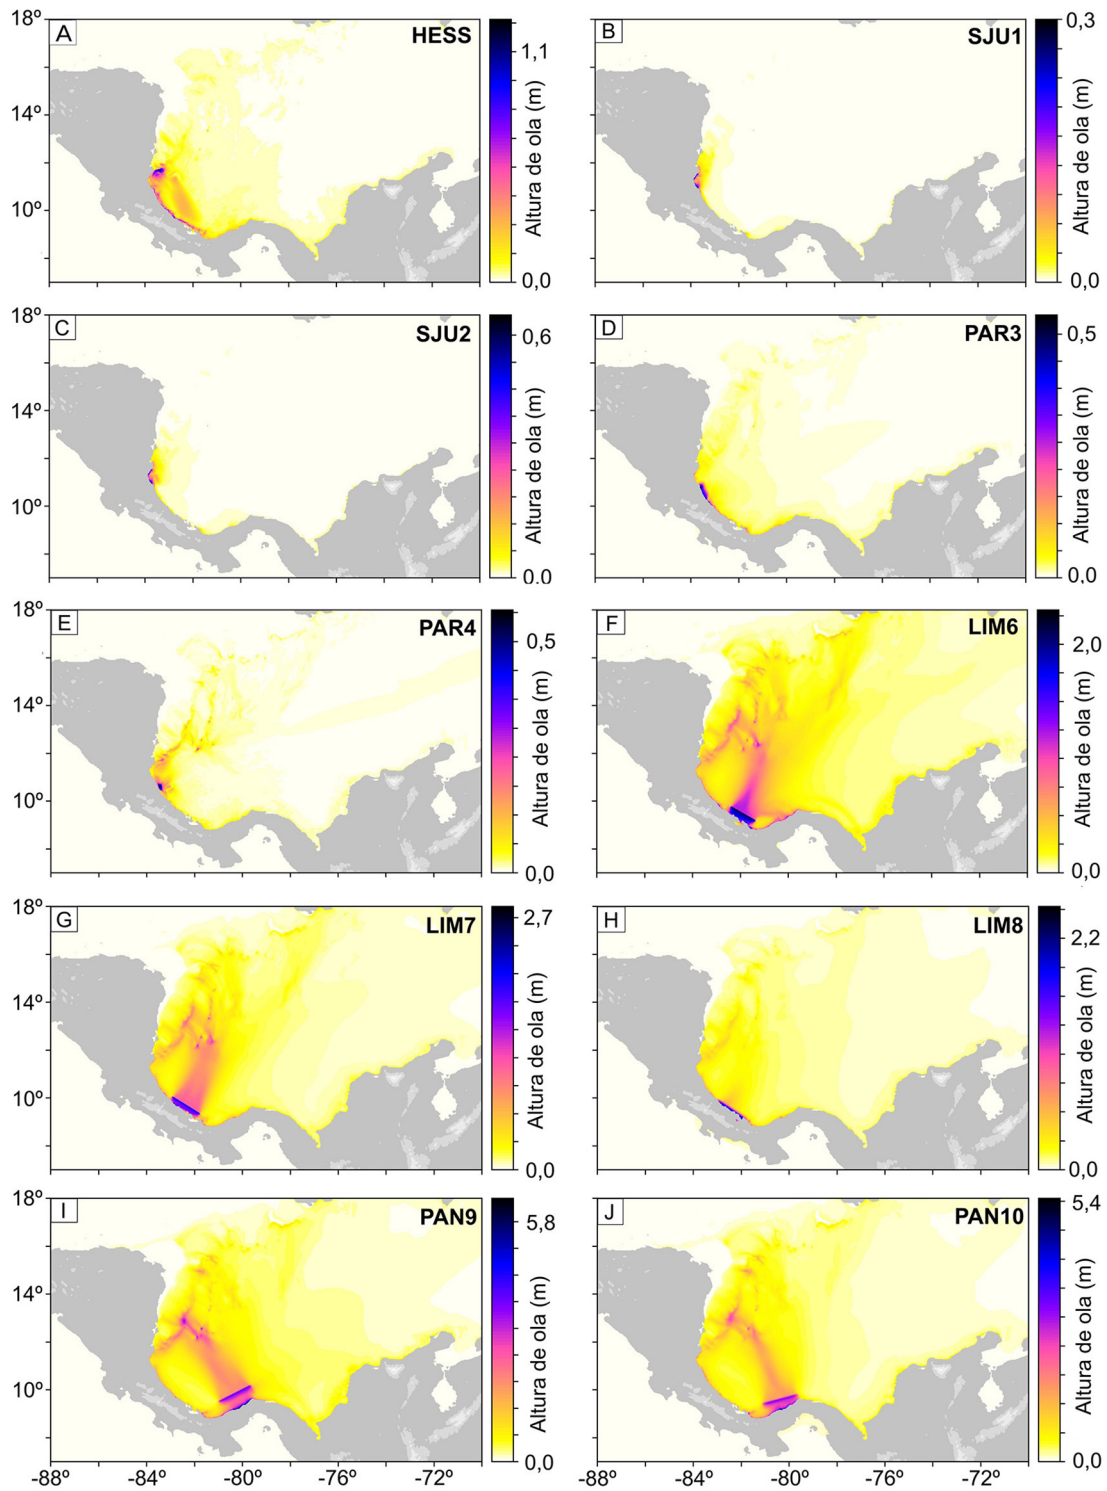 18º
A
HESS
1,1
Altura de ola (m)
0,0
14º
10º
B
SJU1
0,3
Altura de ola (m)
0,0
18º
C
SJU2
0,6
Altura de ola (m)
0,0
14º
10º
D
PAR3
0,5
Altura de ola (m)
0,0
18º
E
PAR4
0,5
Altura de ola (m)
0,0
14º
10º
F
LIM6
2,0
Altura de ola (m)
0,0
18º
G
LIM7
2,7
Altura de ola (m)
0,0
14º
10º
H
LIM8
2,2
Altura de ola (m)
0,0
18º
I
PAN9
5,8
Altura de ola (m)
0,0
14º
10º
-88º -84º -80º -76º -72º
J
PAN10
5,4
Altura de ola (m)
0,0
-88º -84º -80º -76º -72º